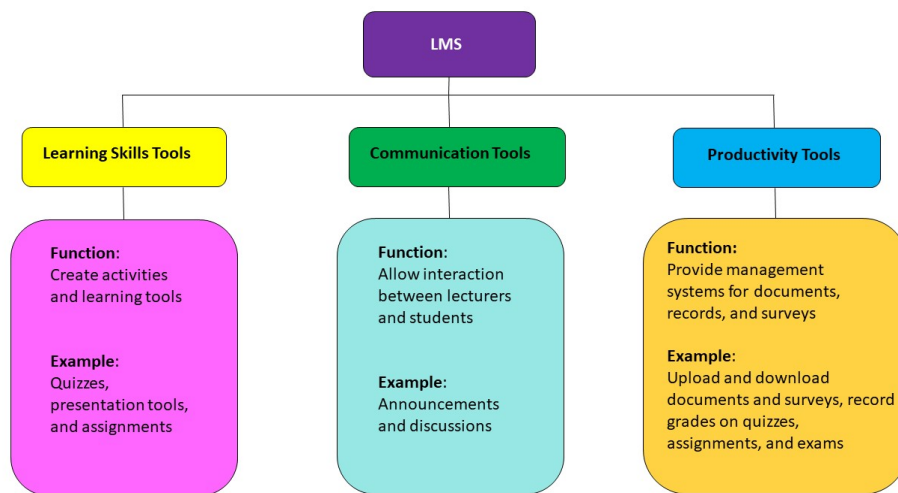 LMS
Learning Skills Tools
Communication Tools
Productivity Tools
Function:
Create activities
and learning tools
Example:
Quizzes,
presentation tools,
and assignments
Function:
Allow interaction
between lecturers
and students
Example:
Announcements
and discussions
Function:
Provide management
systems for documents,
records, and surveys
Example:
Upload and download
documents and surveys, record
grades on quizzes,
assignments, and exams